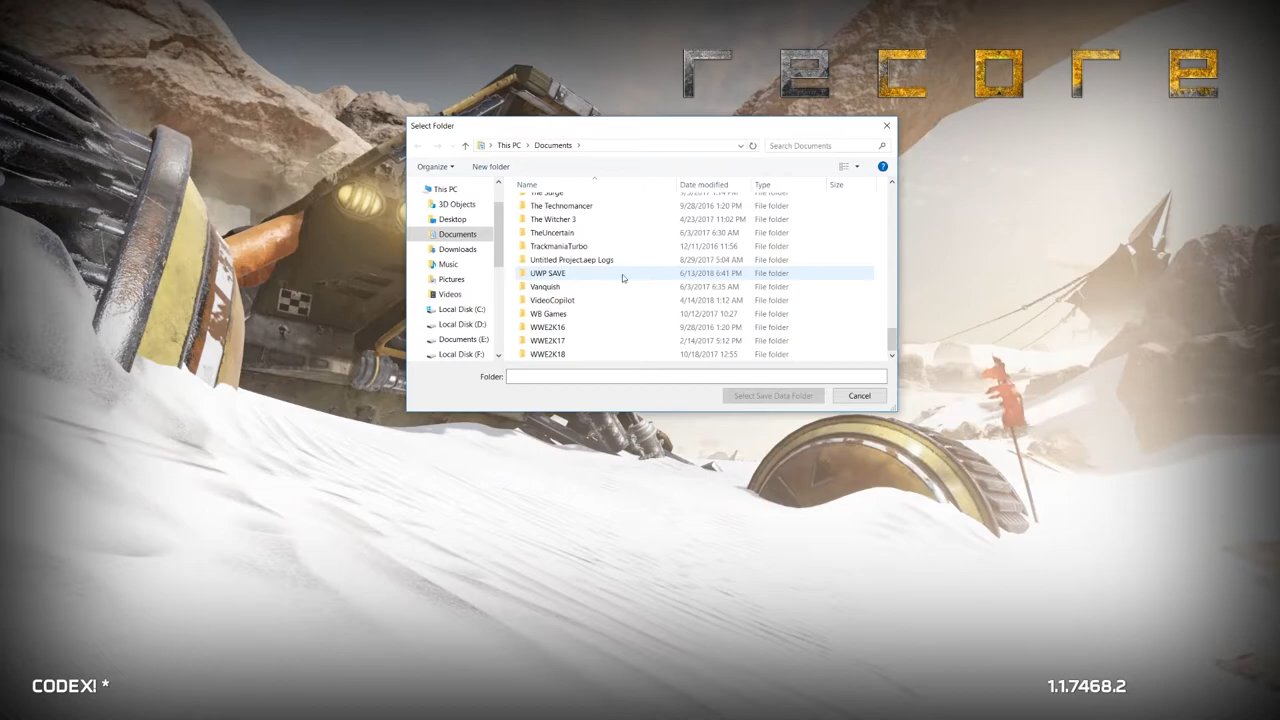 recore
Select Folder
This PC > Documents >
Search Documents
Organize
New folder
Name Date modified Type Size
This PC
3D Objects
Desktop
Documents
Downloads
Music
Pictures
Videos
Local Disk (C:)
Local Disk (D:)
Documents (E:)
Local Disk (F:)
The Surge File folder
The Technomancer 9/28/2016 1:20 PM File folder
The Witcher 3 4/23/2017 11:02 PM File folder
TheUncertain 6/3/2017 6:30 AM File folder
TrackmaniaTurbo 12/11/2016 11:56 File folder
Untitled Project.aep Logs 8/29/2017 5:04 AM File folder
UWP SAVE 6/13/2018 6:41 PM File folder
Vanquish 6/3/2017 6:35 AM File folder
VideoCopilot 4/14/2018 1:12 AM File folder
WB Games 10/12/2017 10:27 File folder
WWE2K16 9/28/2016 1:20 PM File folder
WWE2K17 2/14/2017 5:12 PM File folder
WWE2K18 10/18/2017 12:55 File folder
Folder:
Select Save Data Folder
Cancel
CODEX! *
1.1.7468.2